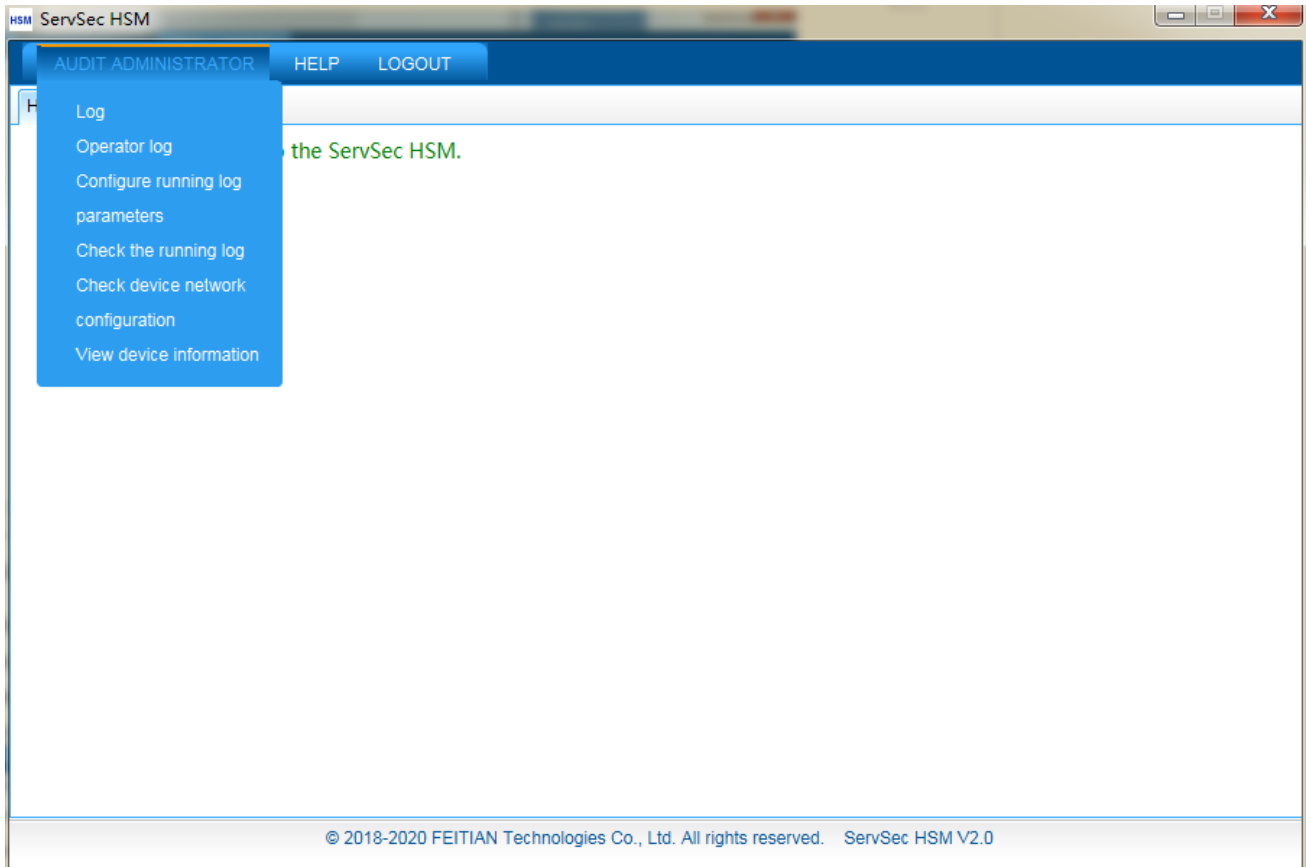 HSM ServSec HSM
AUDIT ADMINISTRATOR HELP LOGOUT
Log
Operator log
the ServSec HSM.
Configure running log
parameters
Check the running log
Check device network
configuration
View device information
© 2018-2020 FEITIAN Technologies Co., Ltd. All rights reserved. ServSec HSM V2.0